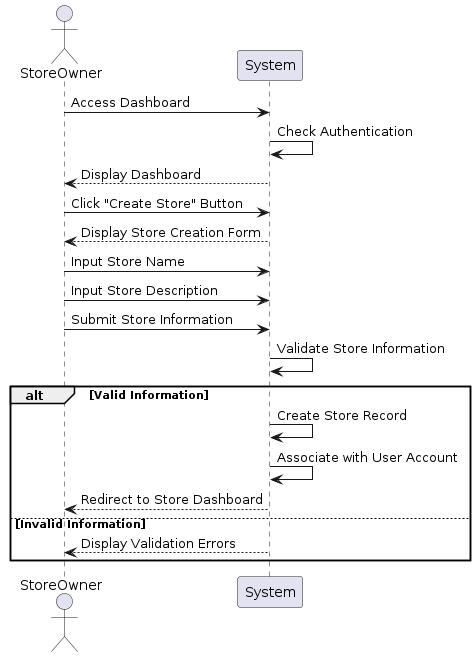 StoreOwner
System
Access Dashboard
Check Authentication
Display Dashboard
Click "Create Store" Button
Display Store Creation Form
Input Store Name
Input Store Description
Submit Store Information
Validate Store Information
alt [Valid Information]
Create Store Record
Associate with User Account
Redirect to Store Dashboard
[Invalid Information]
Display Validation Errors
StoreOwner
System